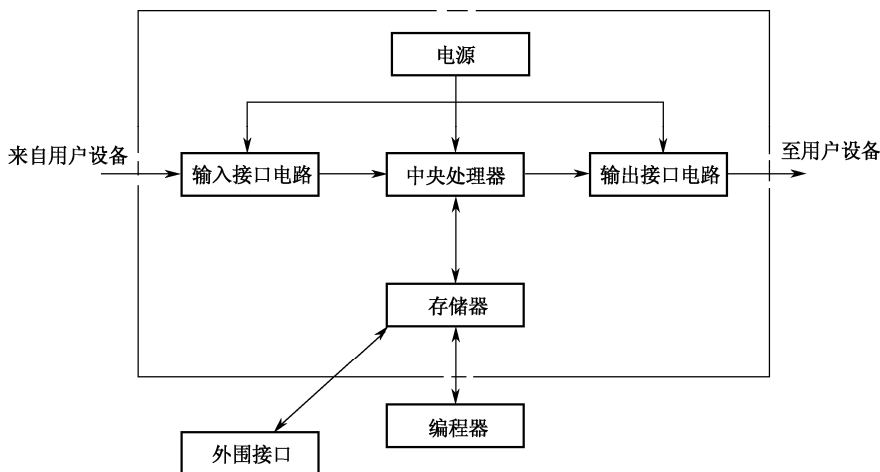 电源
来自用户设备
输入接口电路
中央处理器
输出接口电路
至用户设备
存储器
编程器
外围接口